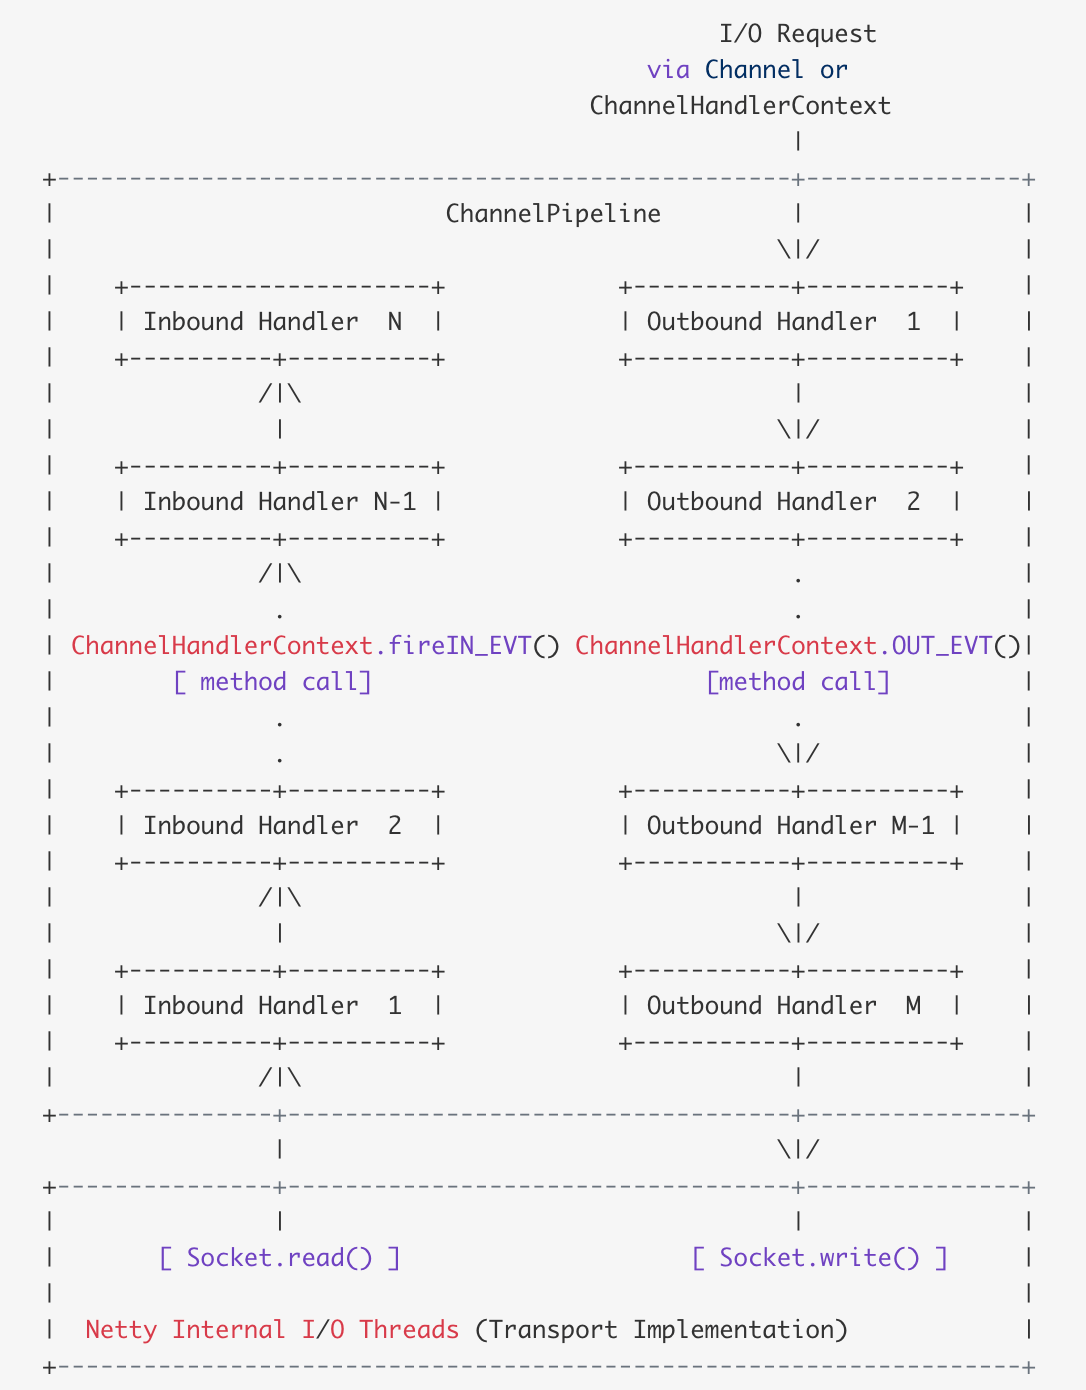 I/O Request
                                          via Channel or
                                      ChannelHandlerContext
                                                    |
+---------------------------------------------------+---------------+
|                           ChannelPipeline         |               |
|                                                  \|/              |
|    +---------------------+            +-----------+----------+    |
|    | Inbound Handler  N  |            | Outbound Handler  1  |    |
|    +----------+----------+            +-----------+----------+    |
|              /|\                                  |               |
|               |                                  \|/              |
|    +----------+----------+            +-----------+----------+    |
|    | Inbound Handler N-1 |            | Outbound Handler  2  |    |
|    +----------+----------+            +-----------+----------+    |
|              /|\                                  .               |
|               .                                   .               |
| ChannelHandlerContext.fireIN_EVT() ChannelHandlerContext.OUT_EVT()|
|        [ method call]                       [method call]         |
|               .                                   .               |
|               .                                  \|/              |
|    +----------+----------+            +-----------+----------+    |
|    | Inbound Handler  2  |            | Outbound Handler M-1 |    |
|    +----------+----------+            +-----------+----------+    |
|              /|\                                  |               |
|               |                                  \|/              |
|    +----------+----------+            +-----------+----------+    |
|    | Inbound Handler  1  |            | Outbound Handler  M  |    |
|    +----------+----------+            +-----------+----------+    |
|              /|\                                  |               |
+---------------+-----------------------------------+---------------+
                |                                  \|/
+---------------+-----------------------------------+---------------+
|               |                                   |               |
|       [ Socket.read() ]                    [ Socket.write() ]     |
|                                                                   |
|  Netty Internal I/O Threads (Transport Implementation)            |
+-------------------------------------------------------------------+